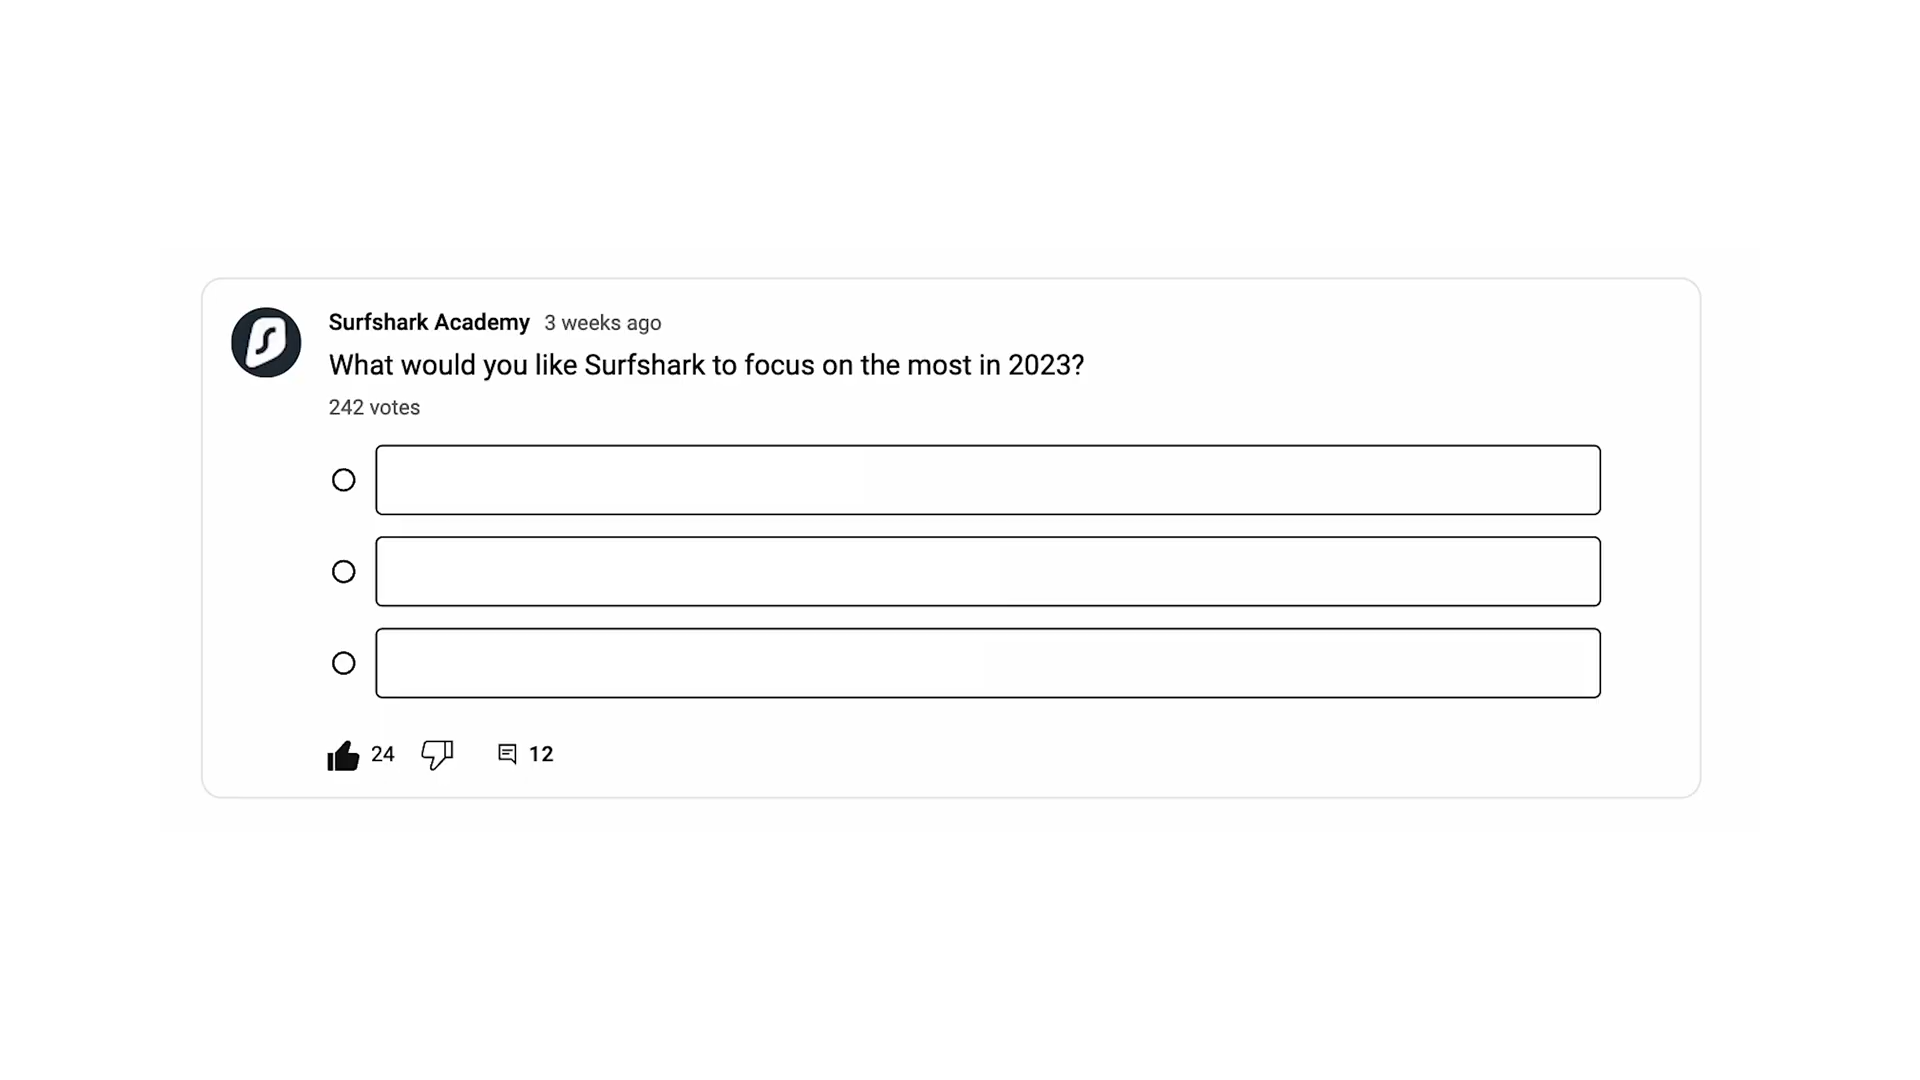 Surfshark Academy 3 weeks ago
What would you like Surfshark to focus on the most in 2023?
242 votes
24 12